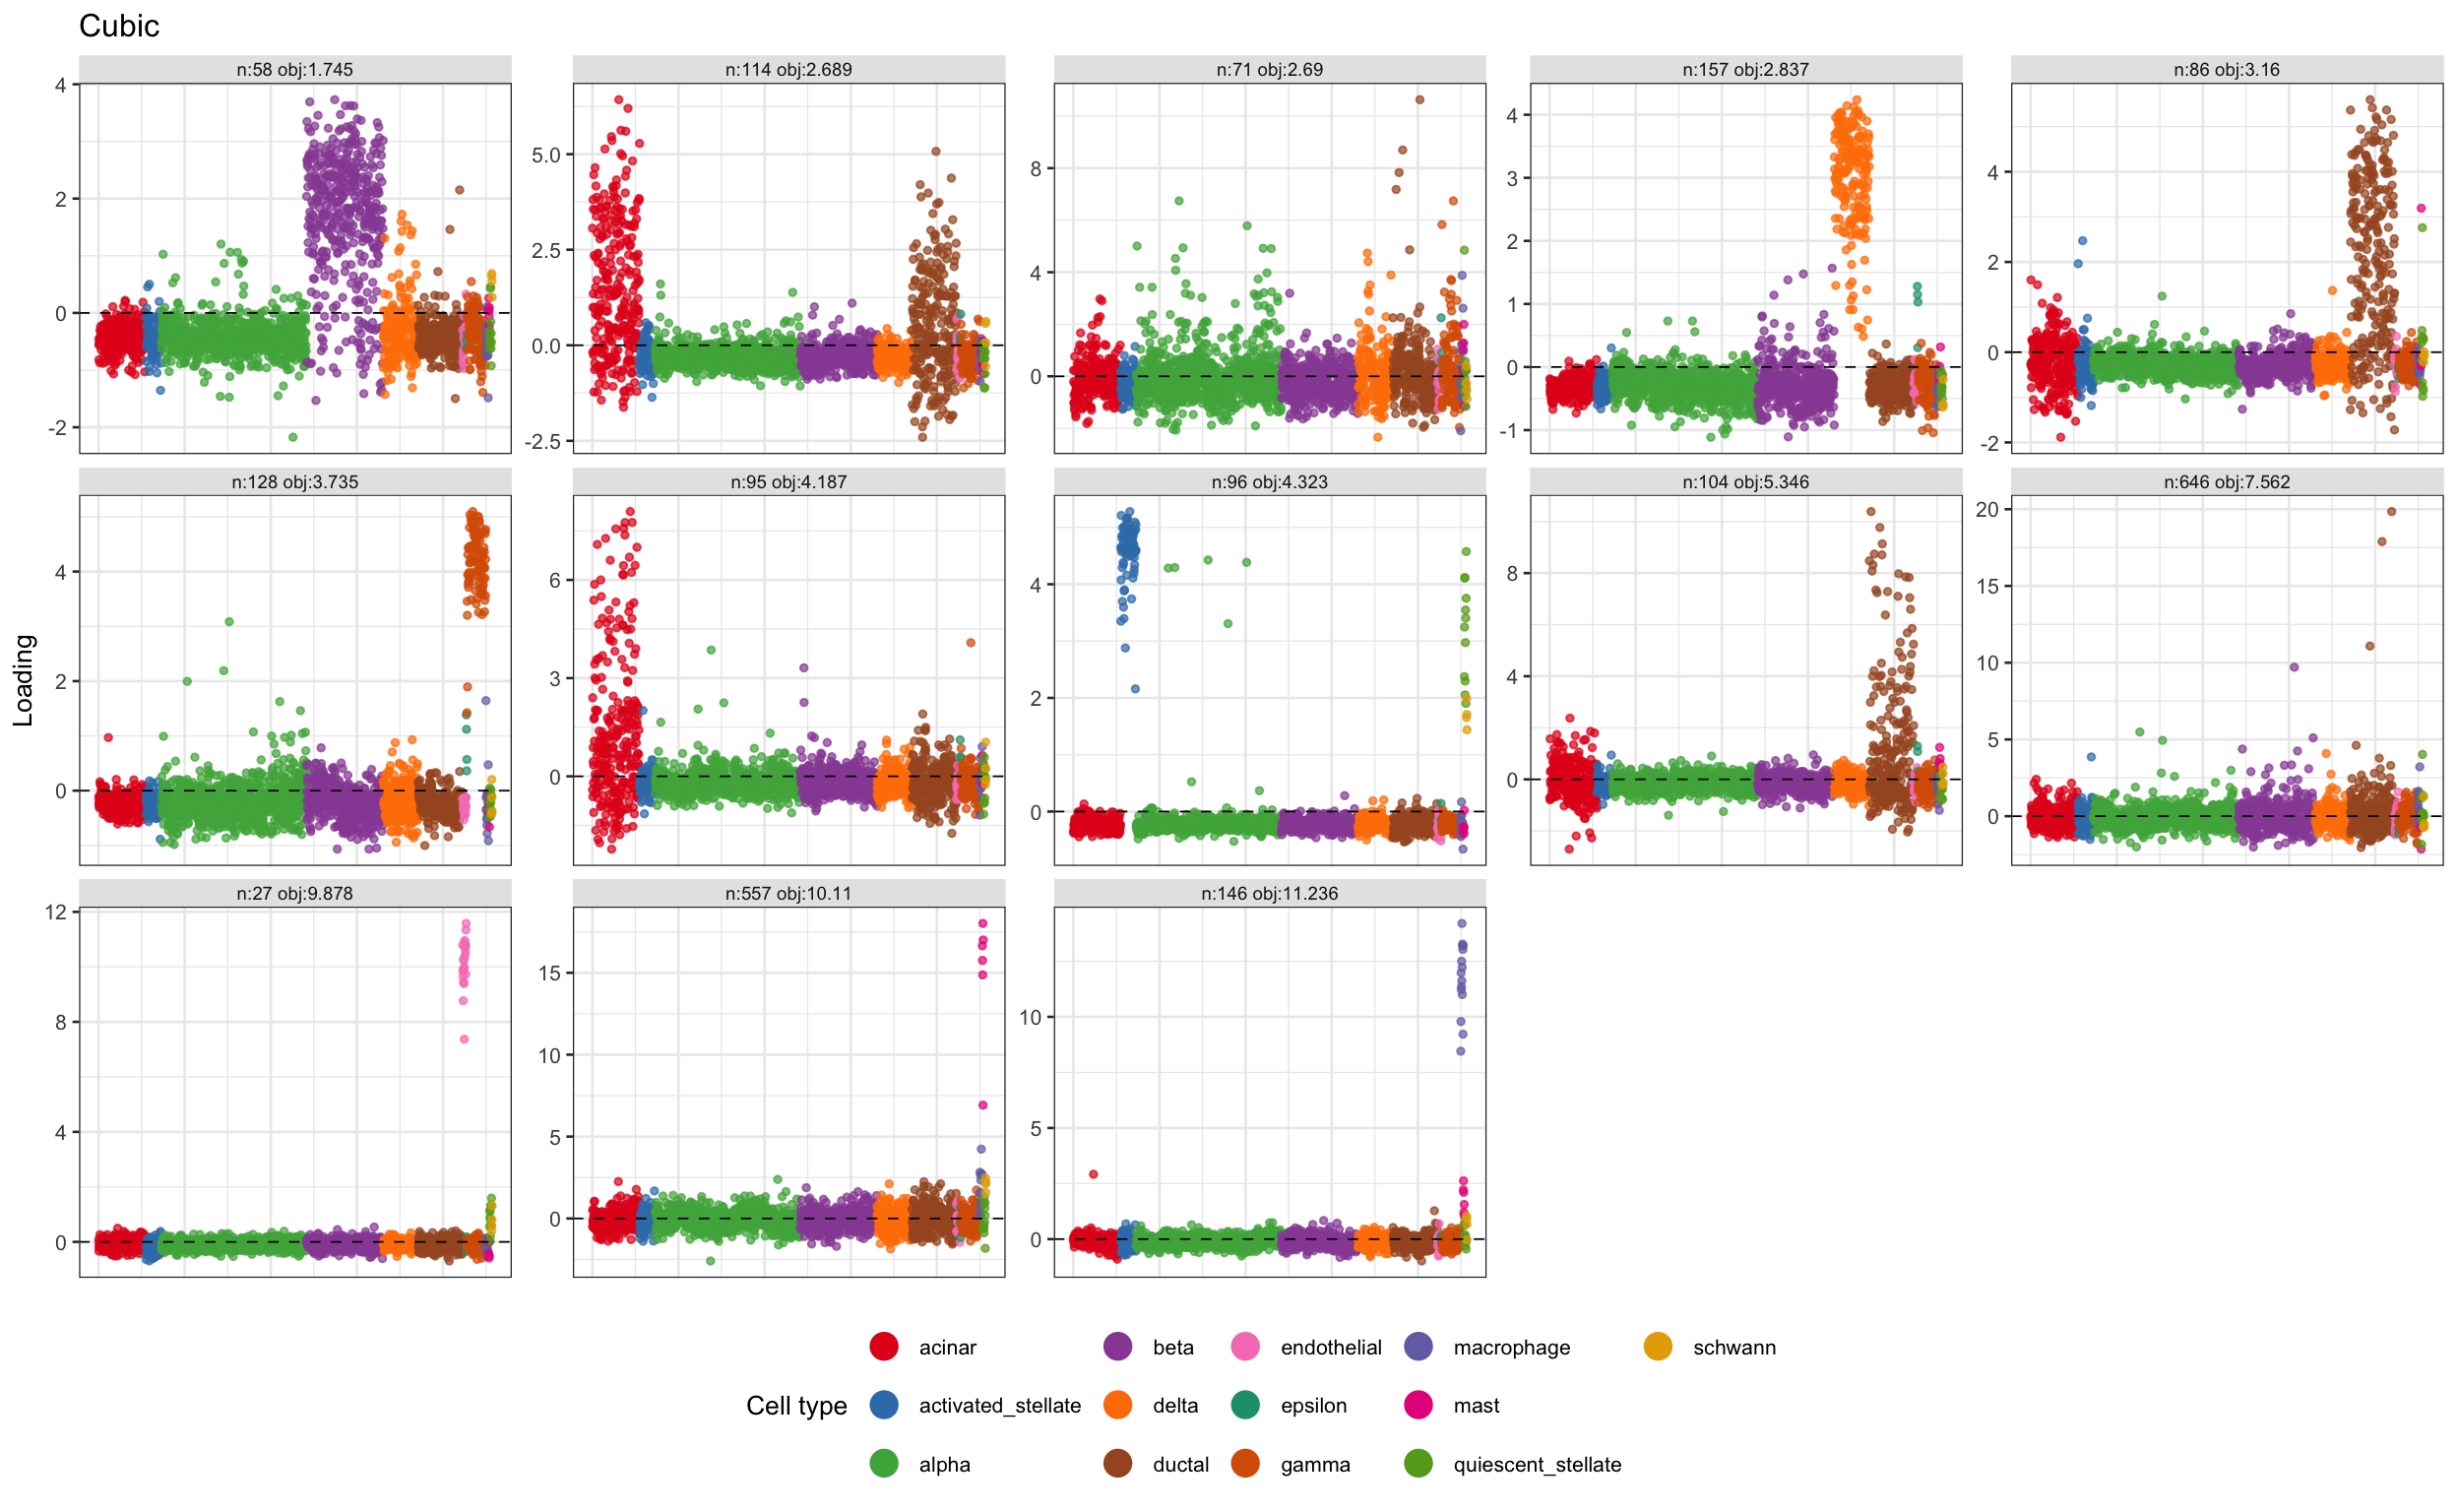 Cubic
n:58 obj:1.745
n:114 obj:2.689
n:71 obj:2.69
n:157 obj:2.837
n:86 obj:3.16
4
2
0
-2
5.0
2.5
0.0
-2.5
8
4
0
4
3
2
1
0
-1
4
2
0
-2
n:128 obj:3.735
n:95 obj:4.187
n:96 obj:4.323
n:104 obj:5.346
n:646 obj:7.562
4
2
0
6
3
0
4
2
0
8
4
0
20
15
10
5
0
Loading
n:27 obj:9.878
n:557 obj:10.11
n:146 obj:11.236
12
8
4
0
15
10
5
0
10
5
0
Cell type
acinar
activated_stellate
alpha
beta
delta
ductal
endothelial
epsilon
gamma
macrophage
mast
quiescent_stellate
schwann